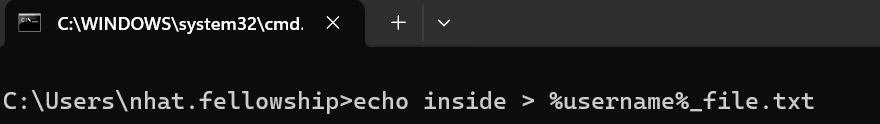 C:\WINDOWS\system32\cmd.
C:\Users\nhat.fellowship>echo inside > %username%_file.txt